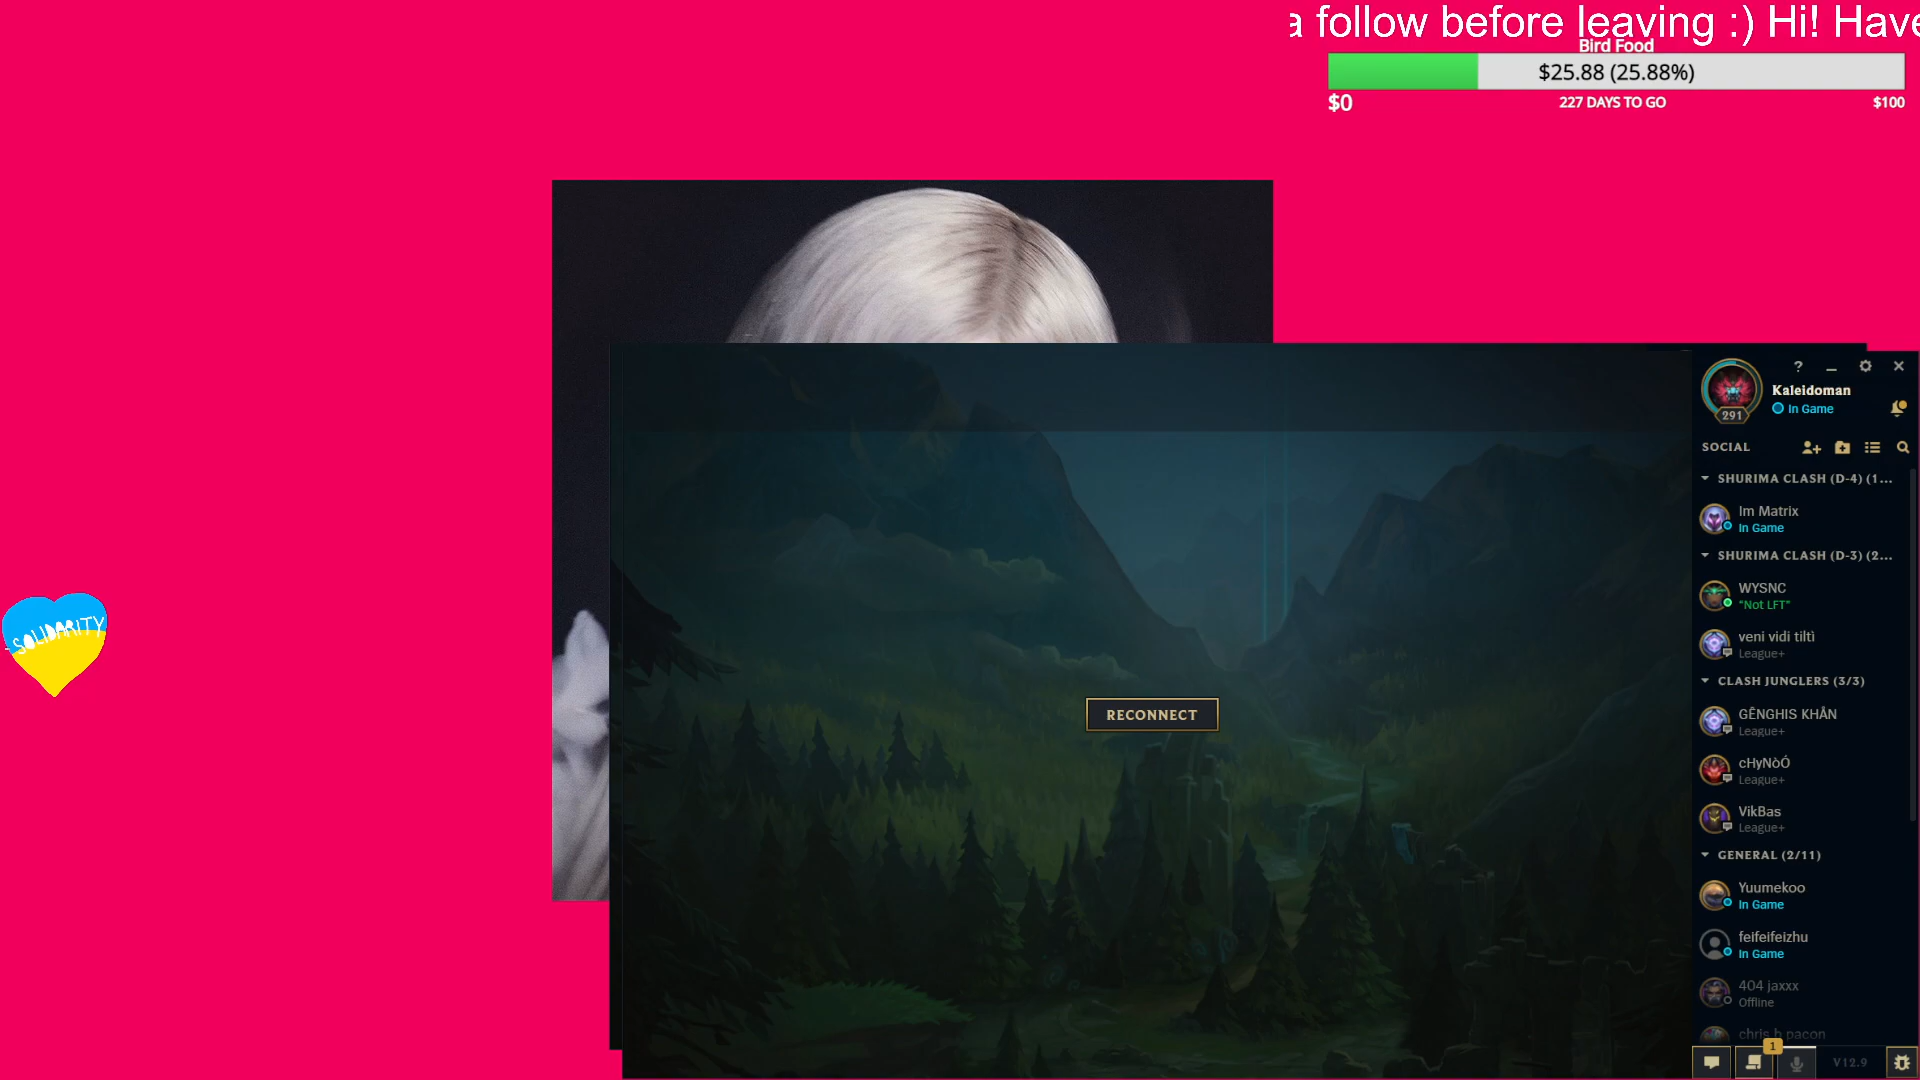 a follow before leaving :) Hi! Have
Bird Food
$25.88 (25.88%)
$0
227 DAYS TO GO
$100
SOLIDARITY
?
Kaleidoman
In Game
291
SOCIAL
SHURIMA CLASH (D-4) (1...
Im Matrix
In Game
SHURIMA CLASH (D-3) (2...
WYSNC
"Not LFT"
veni vidi tiltì
League+
CLASH JUNGLERS (3/3)
GÊNGHIS KHÂN
League+
cHyNòÓ
League+
VikBas
League+
GENERAL (2/11)
Yuumekoo
In Game
feifeifeizhu
In Game
404 jaxxx
Offline
chris b pacon
RECONNECT
1
V12.9